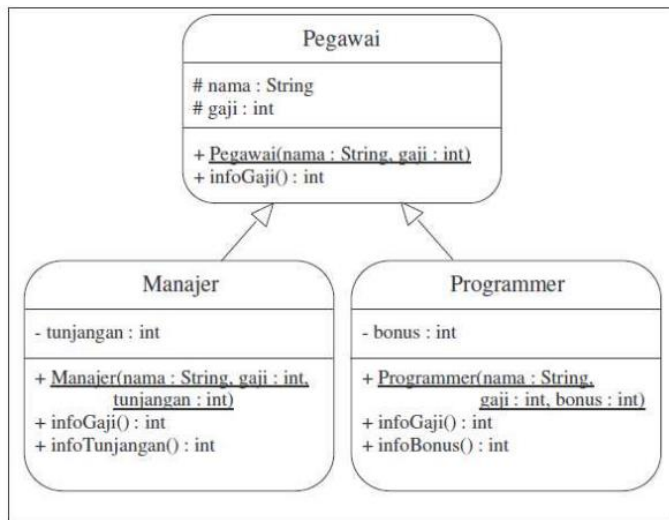 Pegawai
# nama : String
# gaji : int
+ Pegawai(nama : String, gaji : int)
+ infoGaji() : int
Manajer
- tunjangan : int
+ Manajer(nama : String, gaji : int,
tunjangan : int)
+ infoGaji() : int
+ infoTunjangan() : int
Programmer
- bonus : int
+ Programmer(nama : String,
gaji : int, bonus : int)
+ infoGaji() : int
+ infoBonus() : int